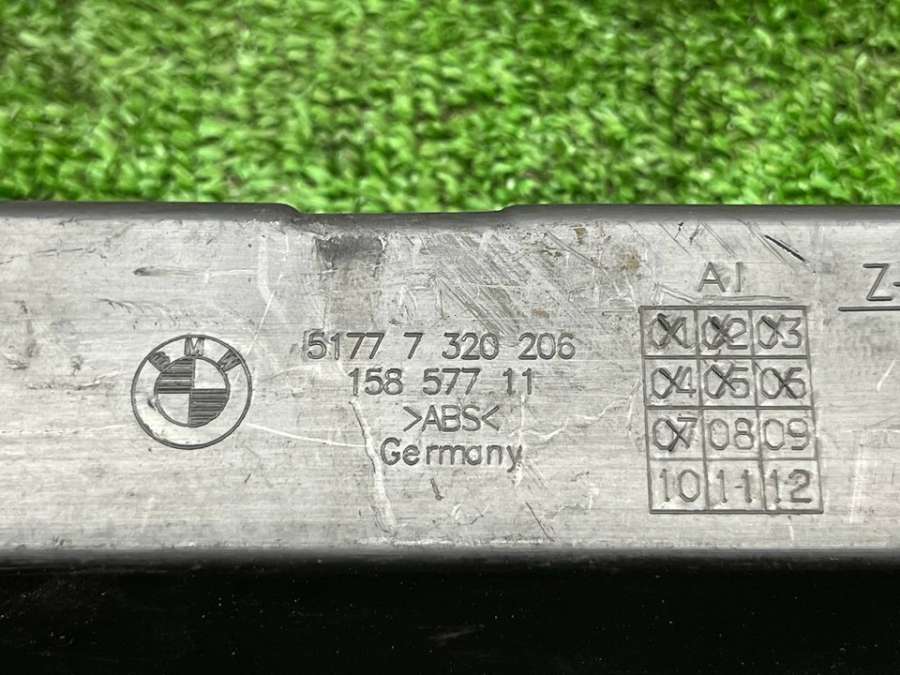 BMW
5177 7 320 206
158 577 11
>ABS<
Germany
A1
01 02 03
04 05 06
07 08 09
10 11 12
Z-